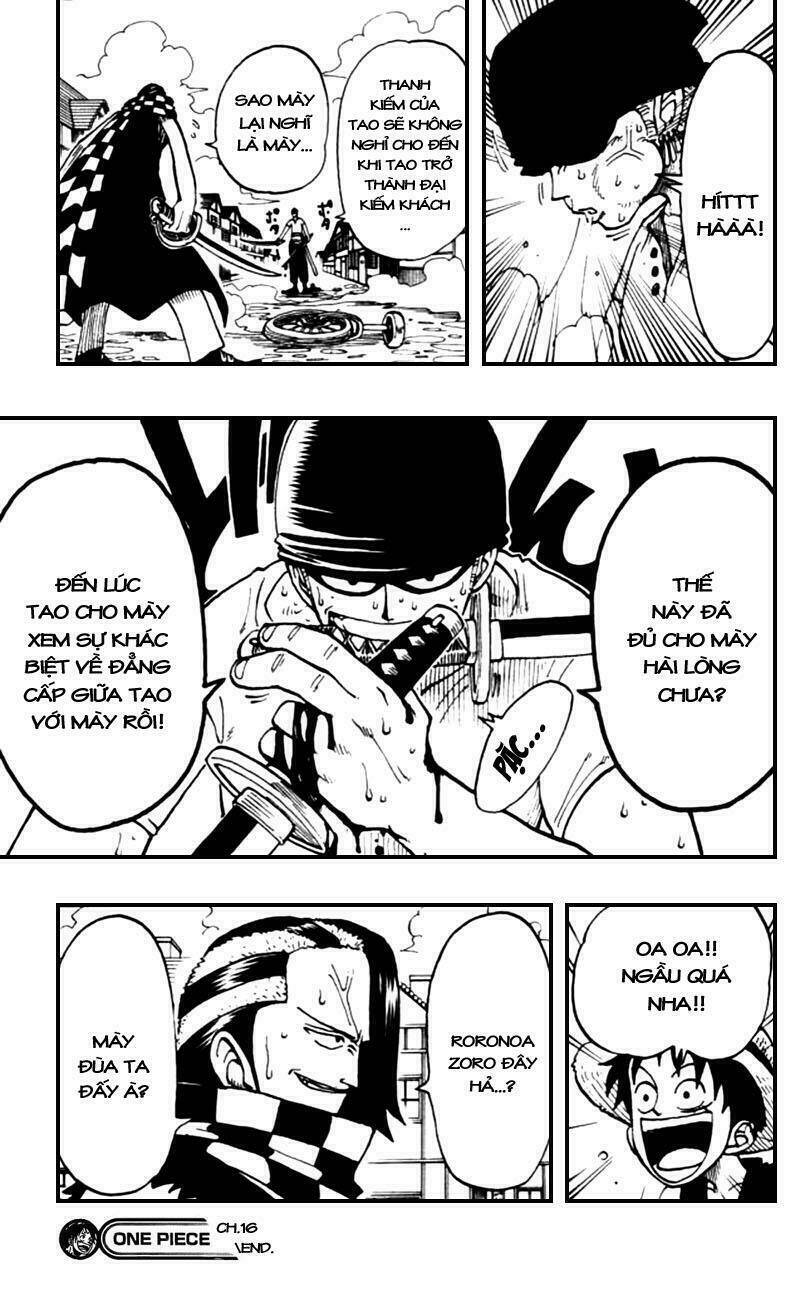 HÍTTT
HÀÀÀ!
THANH
KIẾM CỦA
TAO SẼ KHÔNG
NGHỈ CHO ĐẾN
KHI TAO TRỞ
THÀNH ĐẠI
KIẾM KHÁCH
...
SAO MÀY
LẠI NGHĨ
LÀ MÀY...
THẾ
NÀY ĐÃ
ĐỦ CHO MÀY
HÀI LÒNG
CHƯA?
PẶC...
ĐẾN LÚC
TAO CHO MÀY
XEM SỰ KHÁC
BIỆT VỀ ĐẲNG
CẤP GIỮA TAO
VỚI MÀY RỒI!
OA OA!!
NGẦU QUÁ
NHA!!
RORONOA
ZORO ĐÂY
HẢ...?
MÀY
ĐÙA TA
ĐẤY À?
ONE PIECE
CH.16
\END.